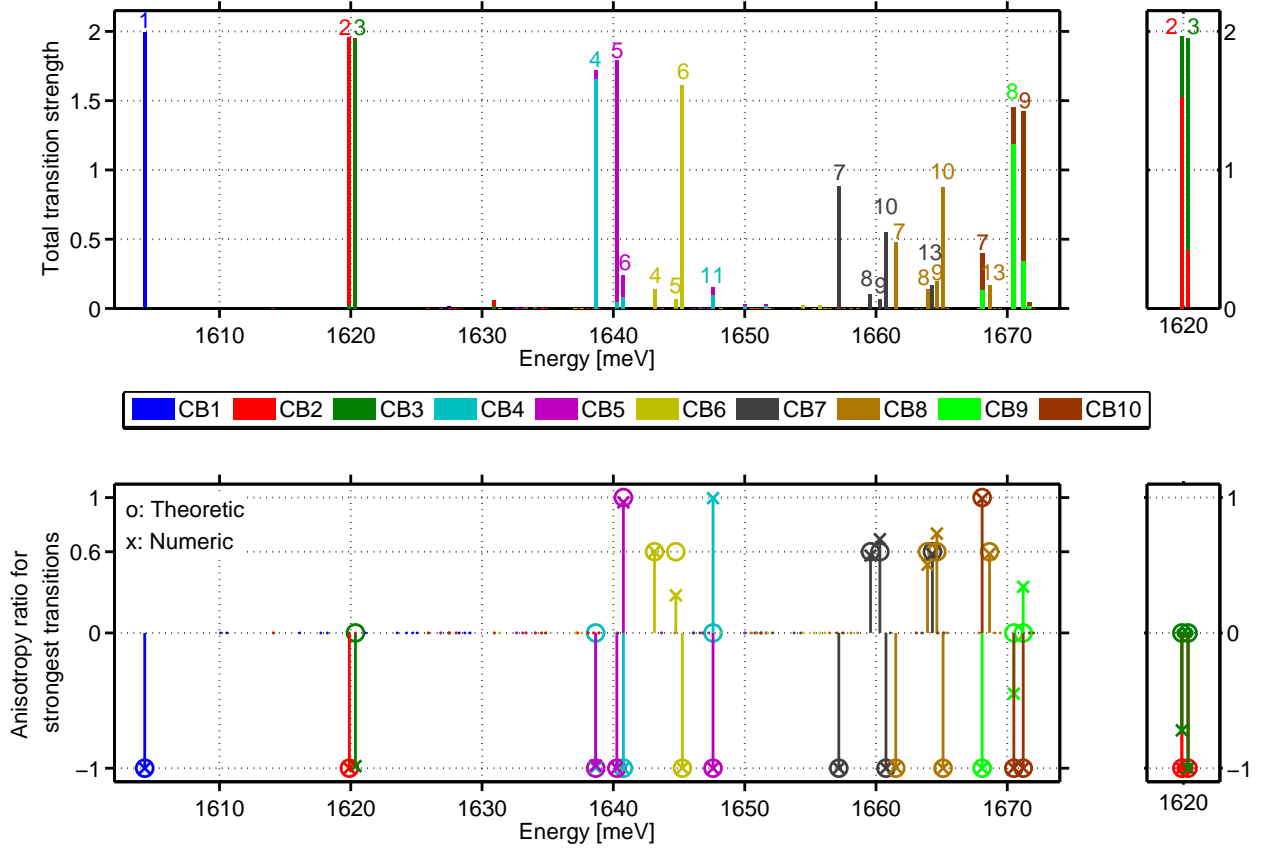 1 2 3 4 5 6 4 5 6 11 7 8 9 10 7 13 8 9 10 7 13 8 9
2 3
Total transition strength
2
1.5
1
0.5
0
2
1
0
1610 1620 1630 1640 1650 1660 1670
1620
Energy [meV]
CB1 CB2 CB3 CB4 CB5 CB6 CB7 CB8 CB9 CB10
Anisotropy ratio for
strongest transitions
o: Theoretic
x: Numeric
1
0.6
0
−1
1
0
−1
1610 1620 1630 1640 1650 1660 1670
1620
Energy [meV]